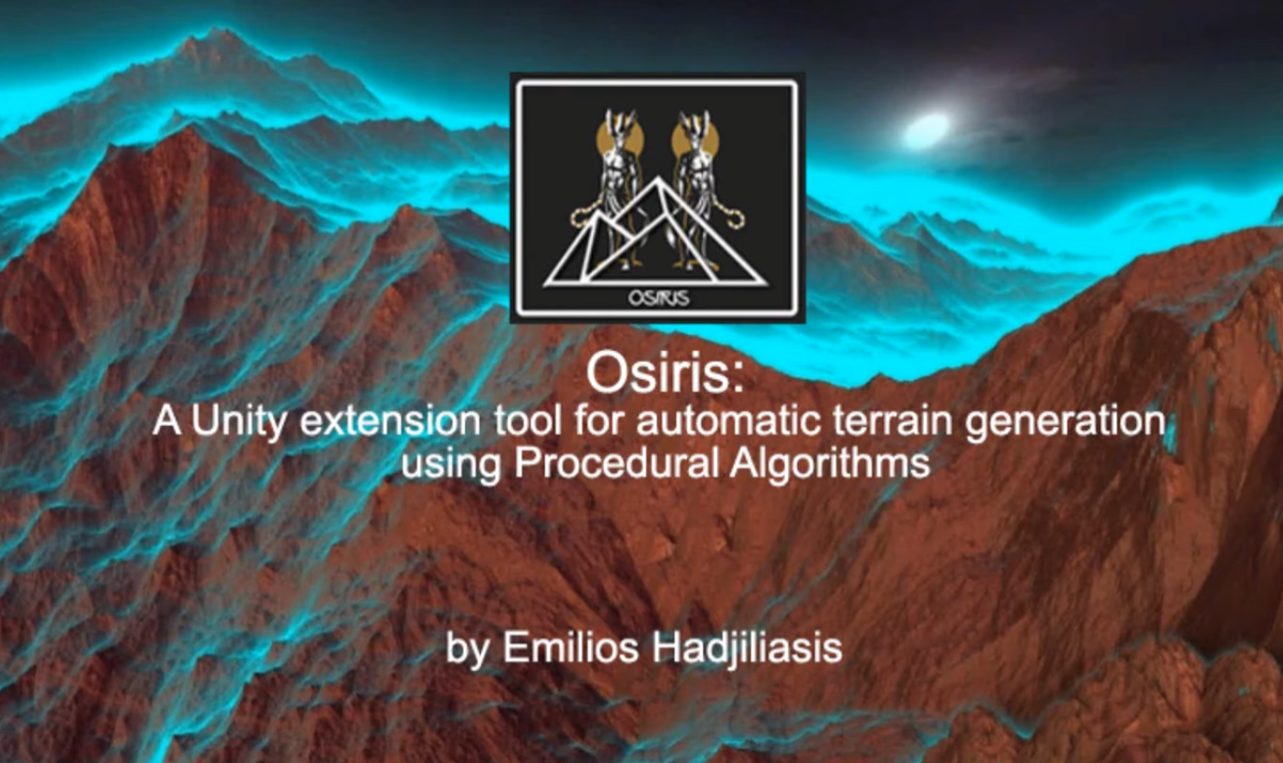 OSIRIS
Osiris:
A Unity extension tool for automatic terrain generation
using Procedural Algorithms
by Emilios Hadjiliasis